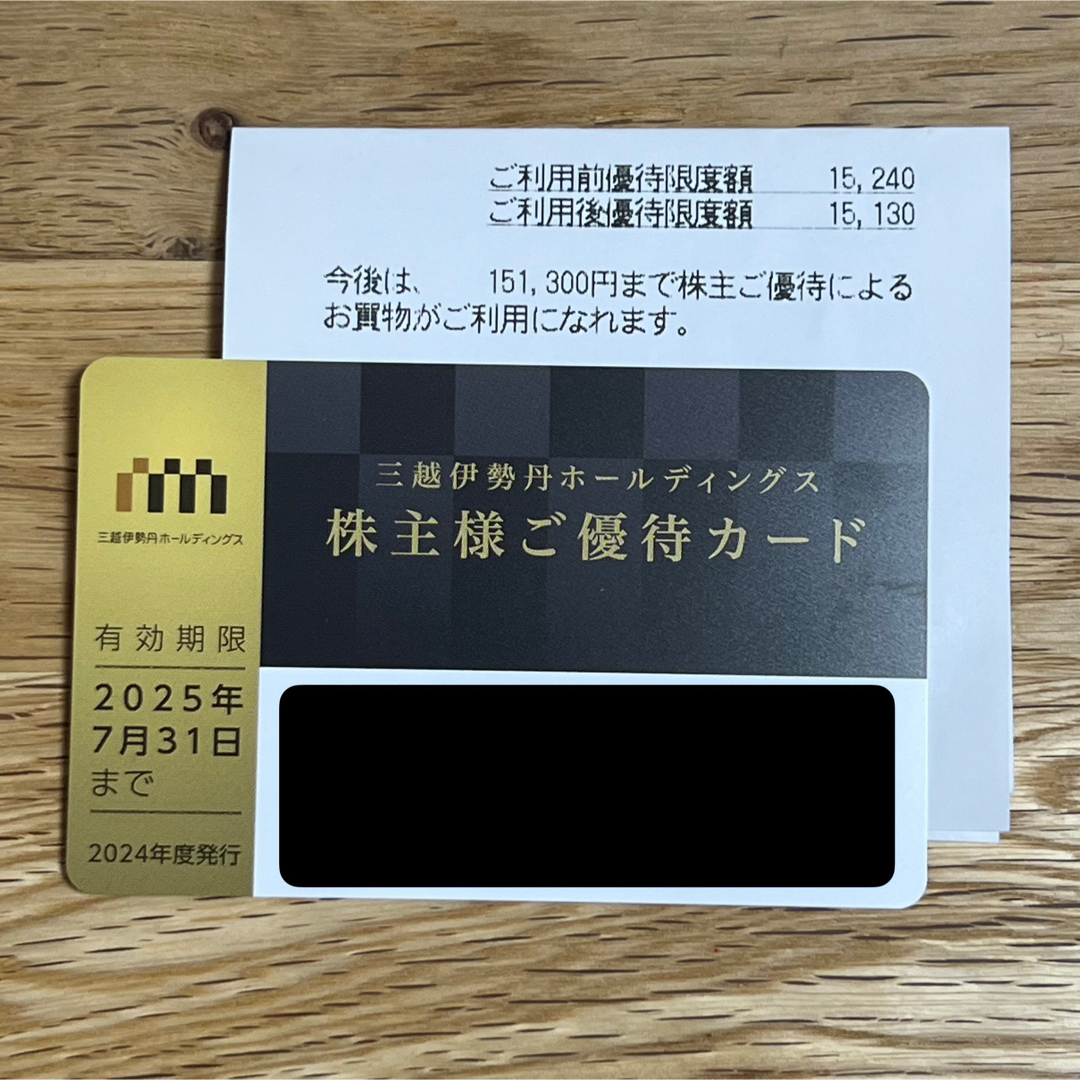 ご利用前優待限度額 15,240
ご利用後優待限度額 15,130
今後は、 151,300円まで株主ご優待による
お買物がご利用になれます。
三越伊勢丹ホールディングス
株主様ご優待カード
三越伊勢丹ホールディングス
有効期限
2025年
7月31日
まで
2024年度発行